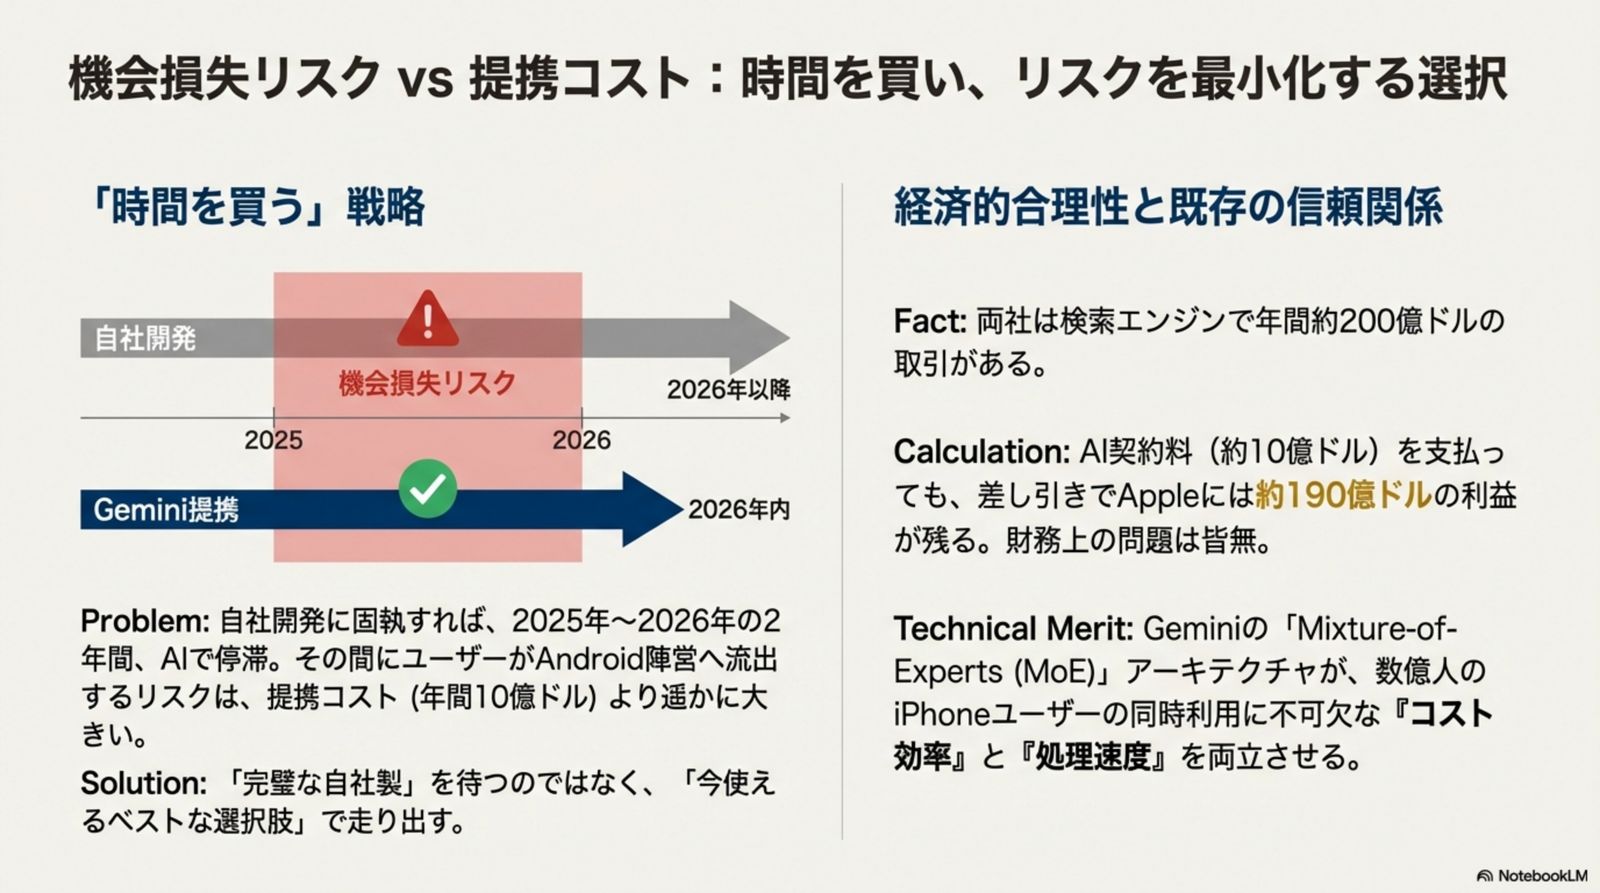 機会損失リスク vs 提携コスト：時間を買い、リスクを最小化する選択
「時間を買う」戦略
自社開発
機会損失リスク
2026年以降
2025
2026
Gemini提携
2026年内
Problem: 自社開発に固執すれば、2025年〜2026年の2
年間、AIで停滞。その間にユーザーがAndroid陣営へ流出
するリスクは、提携コスト (年間10億ドル) より遥かに大
きい。
Solution: 「完璧な自社製」を待つのではなく、「今使え
るベストな選択肢」で走り出す。
経済的合理性と既存の信頼関係
Fact: 両社は検索エンジンで年間約200億ドルの
取引がある。
Calculation: AI契約料（約10億ドル）を支払っ
ても、差し引きでAppleには約190億ドルの利益
が残る。財務上の問題は皆無。
Technical Merit: Geminiの「Mixture-of-
Experts (MoE)」アーキテクチャが、数億人の
iPhoneユーザーの同時利用に不可欠な『コスト
効率』と『処理速度』を両立させる。
NotebookLM